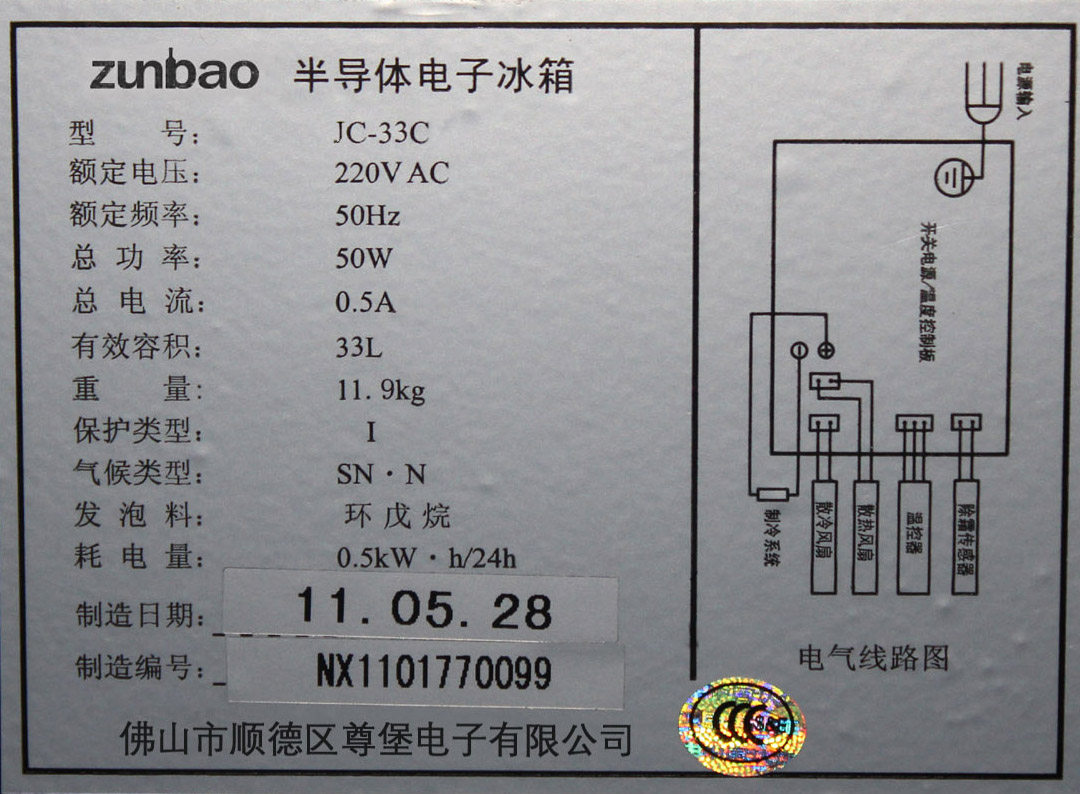 zunbao 半导体电子冰箱
型 号: JC-33C
额定电压: 220V AC
额定频率: 50Hz
总功率: 50W
总电流: 0.5A
有效容积: 33L
重 量: 11.9kg
保护类型: I
气候类型: SN·N
发泡料: 环戊烷
耗电量: 0.5kW·h/24h
制造日期: 11.05.28
制造编号: NX1101770099
佛山市顺德区尊堡电子有限公司
电源输入
开关电源/温度控制板
制冷系统
散冷风扇
散热风扇
温控器
除霜传感器
电气线路图
CCC S&E